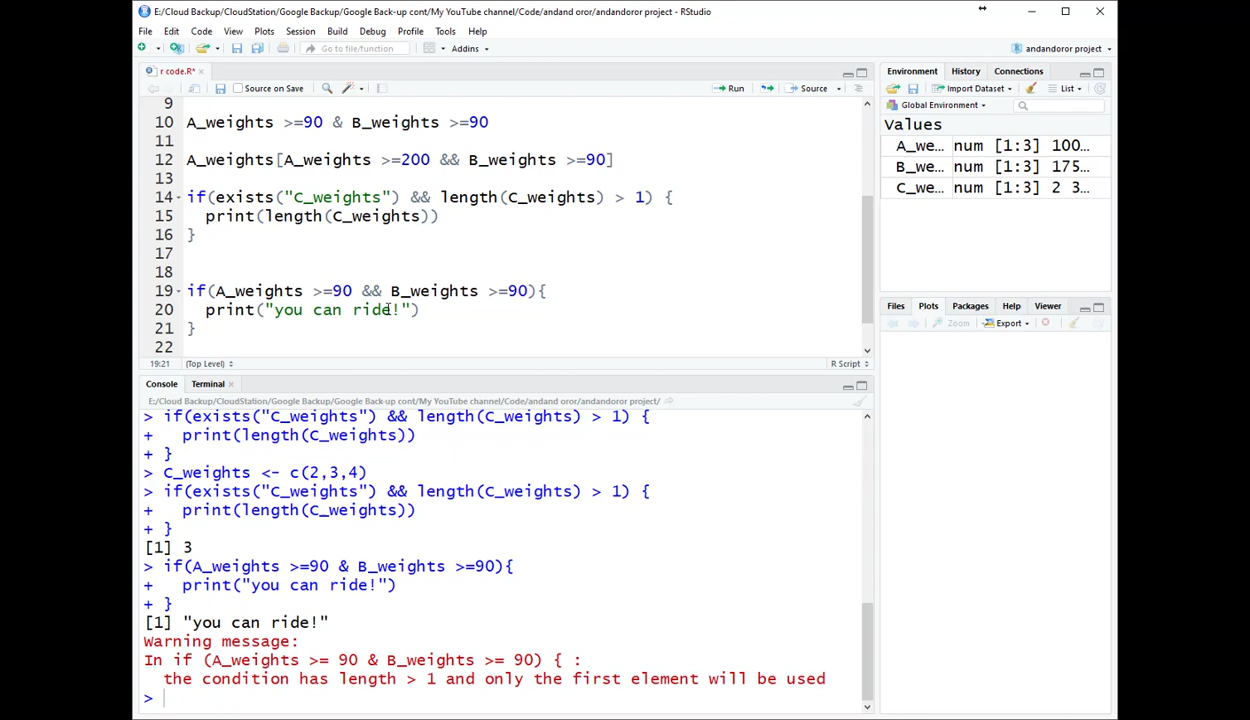 E:/Cloud Backup/CloudStation/Google Backup/Google Back-up cont/My YouTube channel/Code/andand oror/andandoror project - RStudio
File Edit Code View Plots Session Build Debug Profile Tools Help
Go to file/function Addins andandoror project
r code.R*
Source on Save Run Source
9
10 A_weights >=90 & B_weights >=90
11
12 A_weights[A_weights >=200 && B_weights >=90]
13
14 if(exists("C_weights") && length(C_weights) > 1) {
15 print(length(C_weights))
16 }
17
18
19 if(A_weights >=90 && B_weights >=90){
20 print("you can ride!")
21 }
22
19:21 (Top Level) R Script
Console Terminal
E:/Cloud Backup/CloudStation/Google Backup/Google Back-up cont/My YouTube channel/Code/andand oror/andandoror project/
> if(exists("C_weights") && length(C_weights) > 1) {
+ print(length(C_weights))
+ }
> C_weights <- c(2,3,4)
> if(exists("C_weights") && length(C_weights) > 1) {
+ print(length(C_weights))
+ }
[1] 3
> if(A_weights >=90 & B_weights >=90){
+ print("you can ride!")
+ }
[1] "you can ride!"
Warning message:
In if (A_weights >= 90 & B_weights >= 90) { :
the condition has length > 1 and only the first element will be used
>
Environment History Connections
Import Dataset List
Global Environment
Values
A_we… num [1:3] 100…
B_we… num [1:3] 175…
C_we… num [1:3] 2 3…
Files Plots Packages Help Viewer
Zoom Export